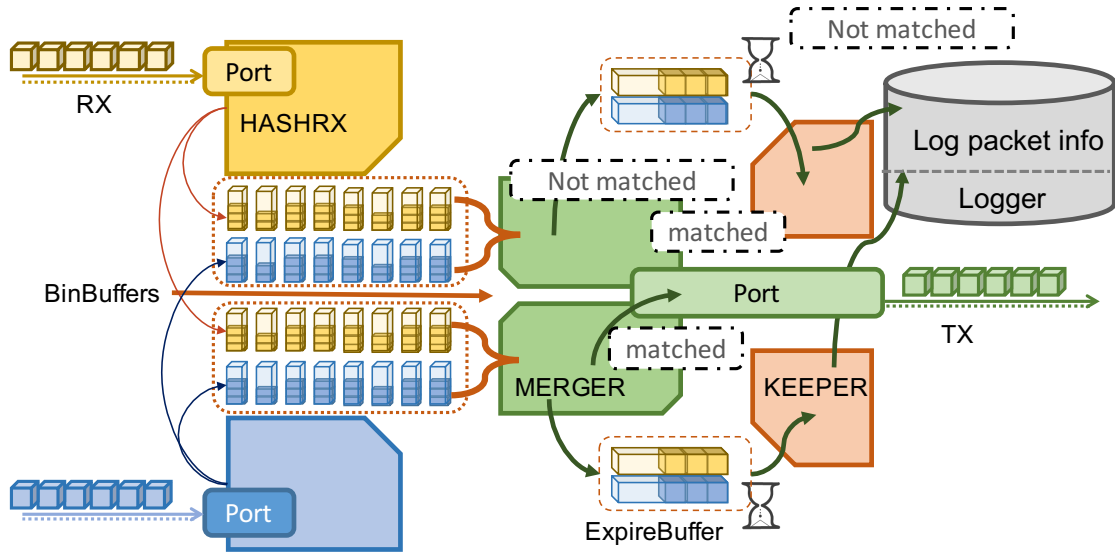 Not matched
Port
RX
HASHRX
Log packet info
Not matched
Logger
matched
BinBuffers
Port
TX
matched
MERGER
KEEPER
Port
ExpireBuffer